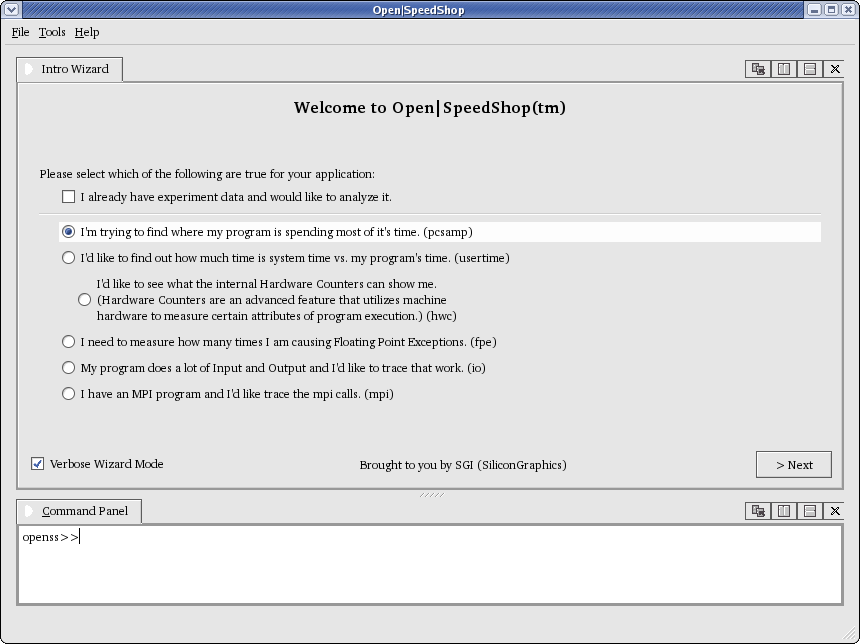 Open|SpeedShop
File Tools Help
Intro Wizard
Welcome to Open|SpeedShop(tm)
Please select which of the following are true for your application:
I already have experiment data and would like to analyze it.
I'm trying to find where my program is spending most of it's time. (pcsamp)
I'd like to find out how much time is system time vs. my program's time. (usertime)
I'd like to see what the internal Hardware Counters can show me.
(Hardware Counters are an advanced feature that utilizes machine
hardware to measure certain attributes of program execution.) (hwc)
I need to measure how many times I am causing Floating Point Exceptions. (fpe)
My program does a lot of Input and Output and I'd like to trace that work. (io)
I have an MPI program and I'd like trace the mpi calls. (mpi)
Verbose Wizard Mode
Brought to you by SGI (SiliconGraphics)
> Next
Command Panel
openss>>